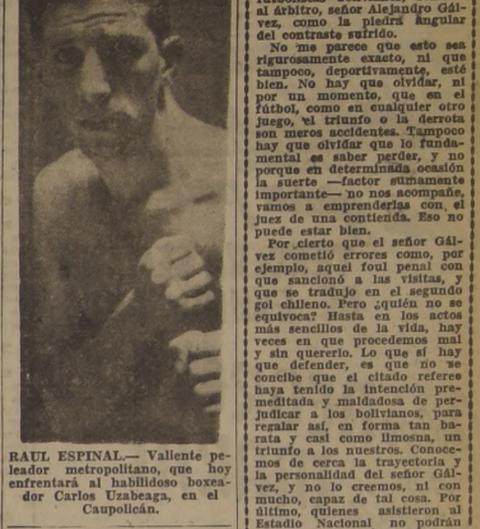 RAUL ESPINAL.— Valiente pe-
leador metropolitano, que hoy
enfrentará al habilidoso boxea-
dor Carlos Uzabeaga, en el
Caupolicán.
al árbitro, señor Alejandro Gál-
vez, como la piedra angular
del contraste sufrido.
No me parece que esto sea
rigurosamente exacto, ni que
tampoco, deportivamente, esté
bien. No hay que olvidar, ni
por un momento, que en el
fútbol, como en cualquier otro
juego, el triunfo o la derrota
son meros accidentes. Tampoco
hay que olvidar que lo funda-
mental es saber perder, y no
porque en determinada ocasión
la suerte —factor sumamente
importante— no nos acompañe,
vamos a emprenderlas con el
juez de una contienda. Eso no
puede estar bien.
Por cierto que el señor Gál-
vez cometió errores como, por
ejemplo, aquel foul penal con
que sancionó a las visitas, y
que se tradujo en el segundo
gol chileno. Pero ¿quién no se
equivoca? Hasta en los actos
más sencillos de la vida, hay
veces en que procedemos mal
y sin quererlo. Lo que sí hay
que defender, es que no se
concibe que el citado referee
haya tenido la intención pre-
meditada y maldadosa de per-
judicar a los bolivianos, para
regalar así, en forma tan ba-
rata y casi como limosna, un
triunfo a los nuestros. Conoce-
mos de cerca la trayectoria y
la personalidad del señor Gál-
vez, y no lo creemos, ni con
mucho, capaz de tal cosa. Por
último, quienes asistieron al
Estadio Nacional no podrán